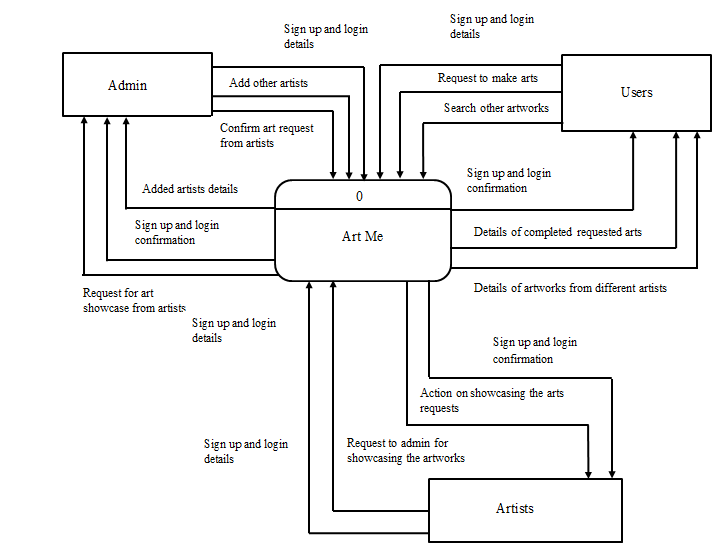 Sign up and login
details
Sign up and login
details
Admin
Add other artists
Request to make arts
Users
Search other artworks
Confirm art request
from artists
Sign up and login
confirmation
0
Added artists details
Sign up and login
confirmation
Art Me
Details of completed requested arts
Request for art
showcase from artists
Details of artworks from different artists
Sign up and login
details
Sign up and login
confirmation
Action on showcasing the arts
requests
Sign up and login
details
Request to admin for
showcasing the artworks
Artists